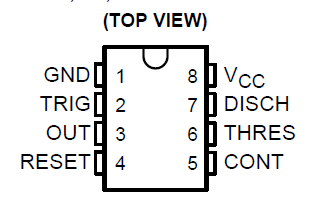 (TOP VIEW)
GND 1 8 VCC
TRIG 2 7 DISCH
OUT 3 6 THRES
RESET 4 5 CONT